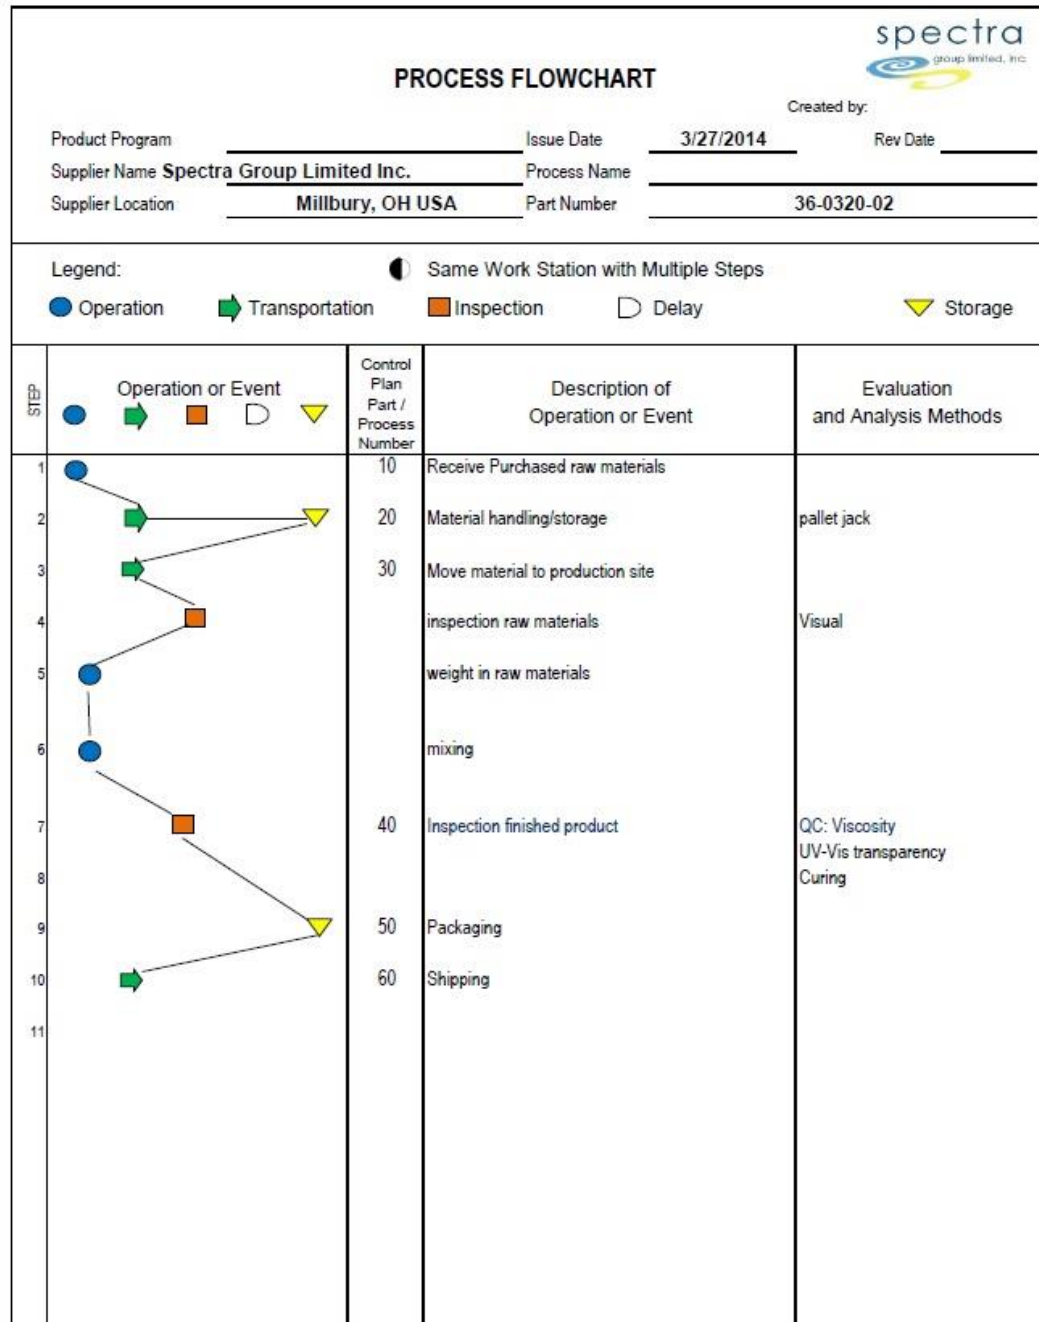 spectra
group limited, inc.
PROCESS FLOWCHART
Created by:
Product Program Issue Date 3/27/2014 Rev Date
Supplier Name Spectra Group Limited Inc. Process Name
Supplier Location Millbury, OH USA Part Number 36-0320-02
Legend: Same Work Station with Multiple Steps
Operation Transportation Inspection Delay Storage
STEP
Operation or Event
Control
Plan
Part /
Process
Number
Description of
Operation or Event
Evaluation
and Analysis Methods
1 10 Receive Purchased raw materials
2 20 Material handling/storage pallet jack
3 30 Move material to production site
4 inspection raw materials Visual
5 weight in raw materials
6 mixing
7 40 Inspection finished product QC: Viscosity
UV-Vis transparency
8 Curing
9 50 Packaging
10 60 Shipping
11